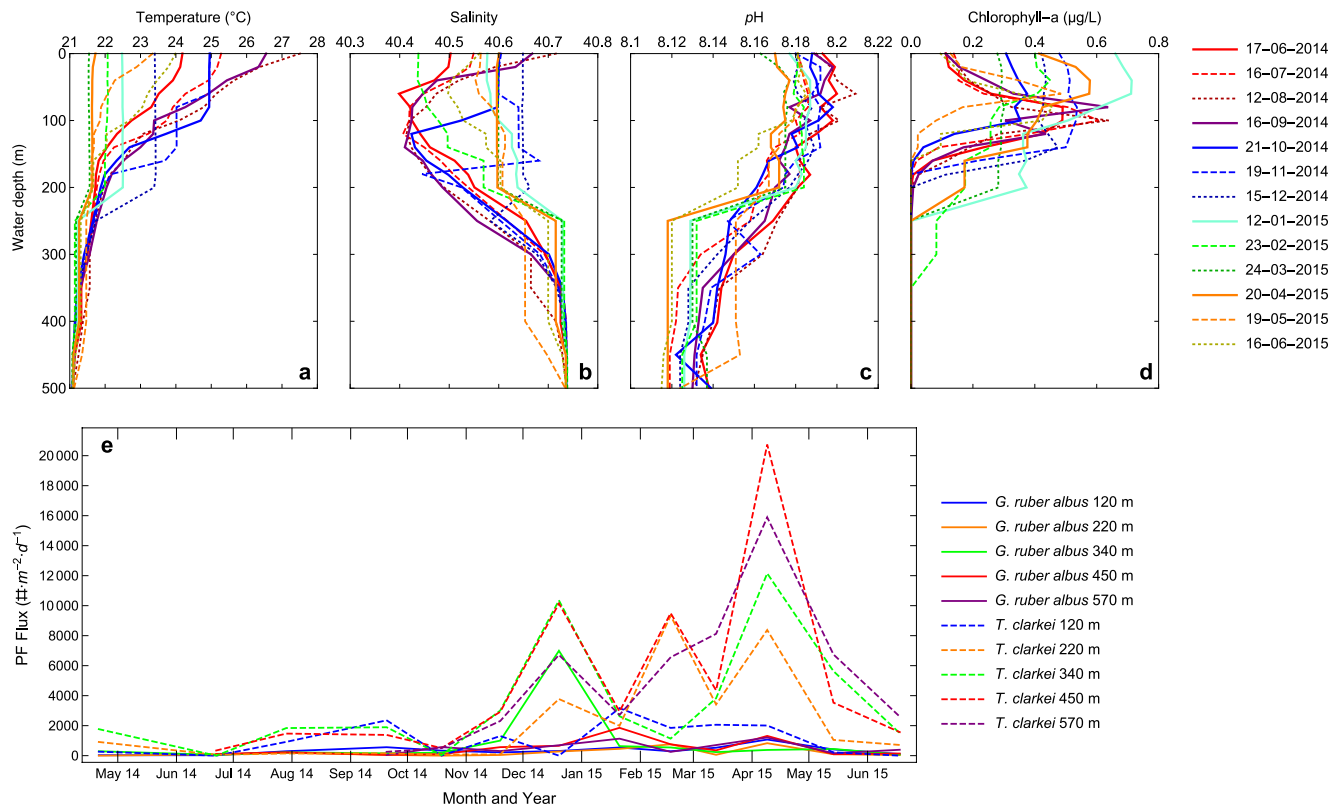 Temperature (°C)
21 22 23 24 25 26 27 28
Salinity
40.3 40.4 40.5 40.6 40.7 40.8
pH
8.1 8.12 8.14 8.16 8.18 8.2 8.22
Chlorophyll–a (µg/L)
0.0 0.2 0.4 0.6 0.8
Water depth (m)
0
100
200
300
400
500
a
b
c
d
17–06–2014
16–07–2014
12–08–2014
16–09–2014
21–10–2014
19–11–2014
15–12–2014
12–01–2015
23–02–2015
24–03–2015
20–04–2015
19–05–2015
16–06–2015
e
PF Flux (‡‡·m⁻²·d⁻¹)
20 000
18 000
16 000
14 000
12 000
10 000
8000
6000
4000
2000
0
May 14 Jun 14 Jul 14 Aug 14 Sep 14 Oct 14 Nov 14 Dec 14 Jan 15 Feb 15 Mar 15 Apr 15 May 15 Jun 15
Month and Year
G. ruber albus 120 m
G. ruber albus 220 m
G. ruber albus 340 m
G. ruber albus 450 m
G. ruber albus 570 m
T. clarkei 120 m
T. clarkei 220 m
T. clarkei 340 m
T. clarkei 450 m
T. clarkei 570 m